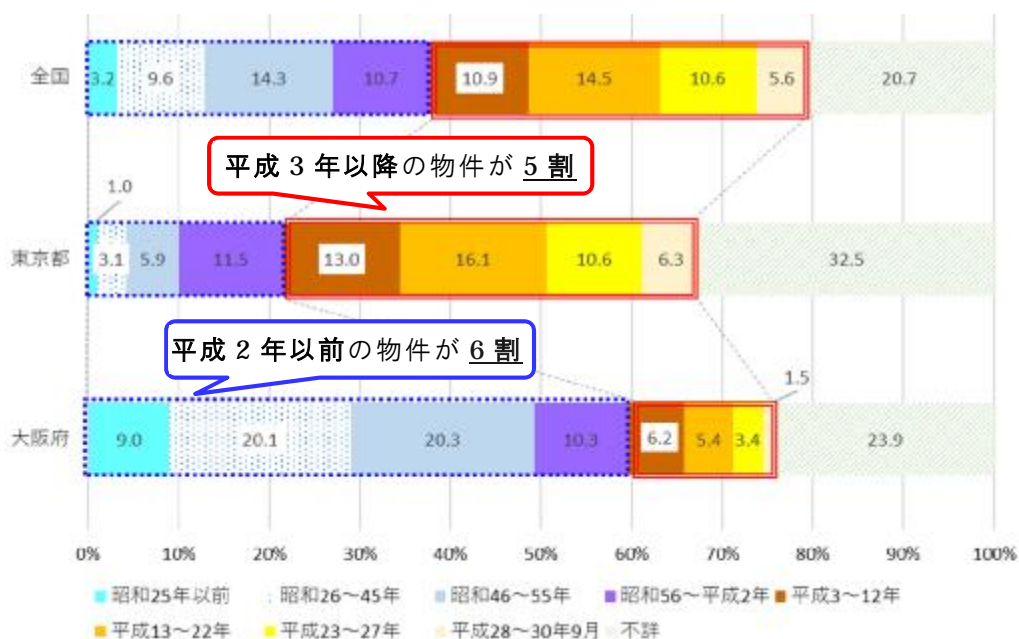 全国 3.2 9.6 14.3 10.7 10.9 14.5 10.6 5.6 20.7
平成3年以降の物件が 5割
1.0
東京都 3.1 5.9 11.5 13.0 16.1 10.6 6.3 32.5
平成2年以前の物件が 6割
1.5
大阪府 9.0 20.1 20.3 10.3 6.2 5.4 3.4 23.9
0% 10% 20% 30% 40% 50% 60% 70% 80% 90% 100%
昭和25年以前 昭和26～45年 昭和46～55年 昭和56～平成2年 平成3～12年
平成13～22年 平成23～27年 平成28～30年9月 不詳